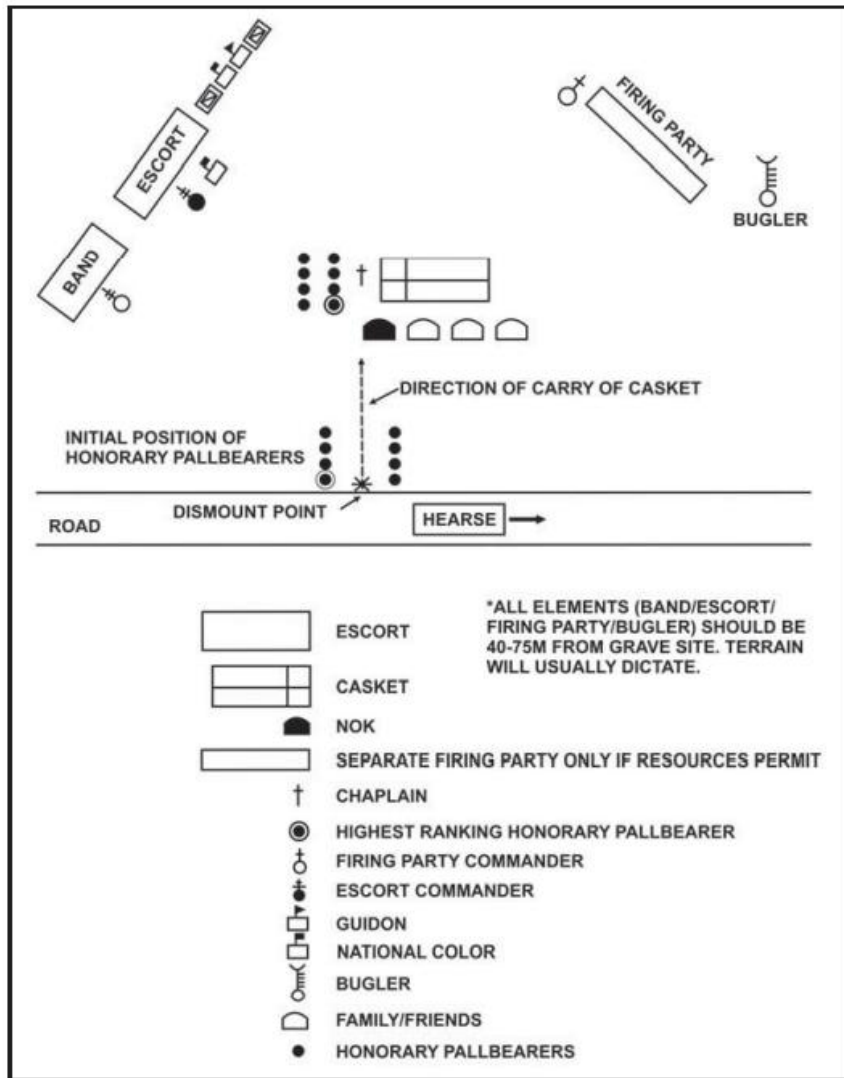 ESCORT
FIRING PARTY
BUGLER
BAND
DIRECTION OF CARRY OF CASKET
INITIAL POSITION OF
HONORARY PALLBEARERS
DISMOUNT POINT
ROAD
HEARSE
ESCORT
*ALL ELEMENTS (BAND/ESCORT/
FIRING PARTY/BUGLER) SHOULD BE
40-75M FROM GRAVE SITE. TERRAIN
WILL USUALLY DICTATE.
CASKET
NOK
SEPARATE FIRING PARTY ONLY IF RESOURCES PERMIT
CHAPLAIN
HIGHEST RANKING HONORARY PALLBEARER
FIRING PARTY COMMANDER
ESCORT COMMANDER
GUIDON
NATIONAL COLOR
BUGLER
FAMILY/FRIENDS
HONORARY PALLBEARERS